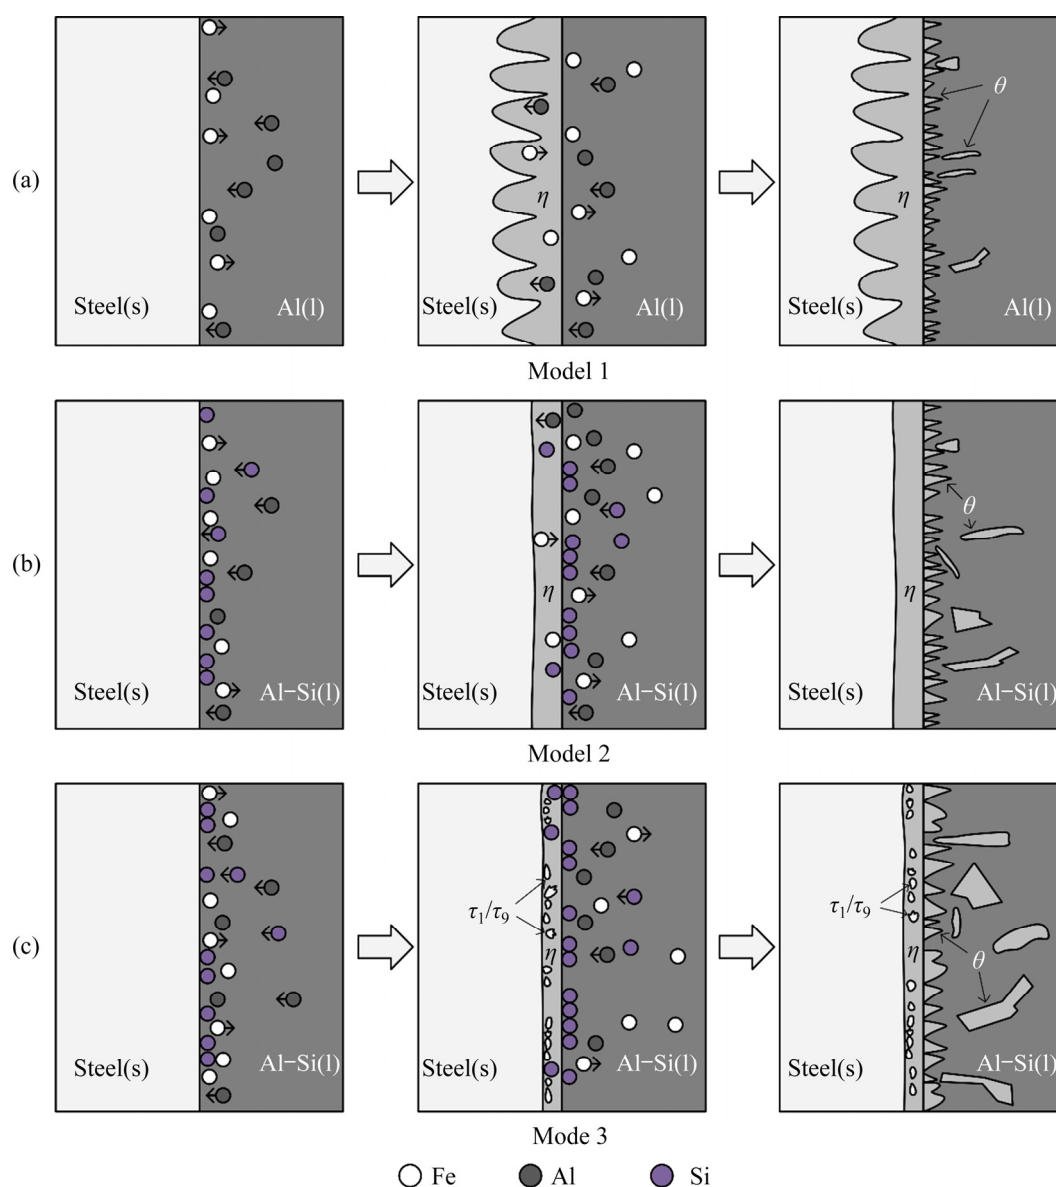 (a)
Steel(s)
Al(l)
η
Steel(s)
Al(l)
θ
η
Steel(s)
Al(l)
Model 1
(b)
Steel(s)
Al−Si(l)
η
Steel(s)
Al−Si(l)
θ
η
Steel(s)
Al−Si(l)
Model 2
(c)
Steel(s)
Al−Si(l)
τ1/τ9
η
Steel(s)
Al−Si(l)
τ1/τ9
η
θ
Steel(s)
Al−Si(l)
Mode 3
Fe
Al
Si